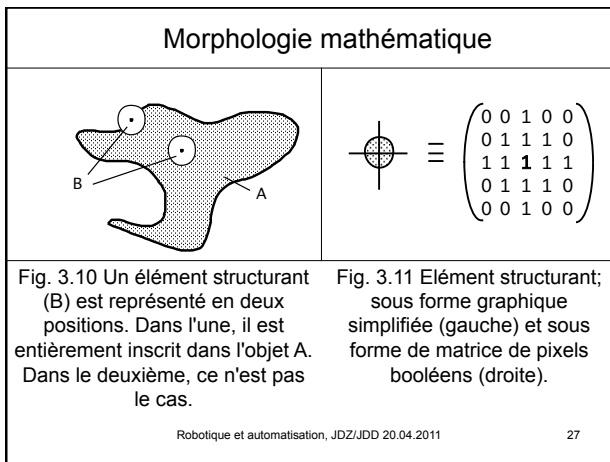 Morphologie mathématique
B
A
0 0 1 0 0
0 1 1 1 0
1 1 1 1 1
0 1 1 1 0
0 0 1 0 0
Fig. 3.10 Un élément structurant
(B) est représenté en deux
positions. Dans l'une, il est
entièrement inscrit dans l'objet A.
Dans le deuxième, ce n'est pas
le cas.
Fig. 3.11 Elément structurant;
sous forme graphique
simplifiée (gauche) et sous
forme de matrice de pixels
booléens (droite).
Robotique et automatisation, JDZ/JDD 20.04.2011
27